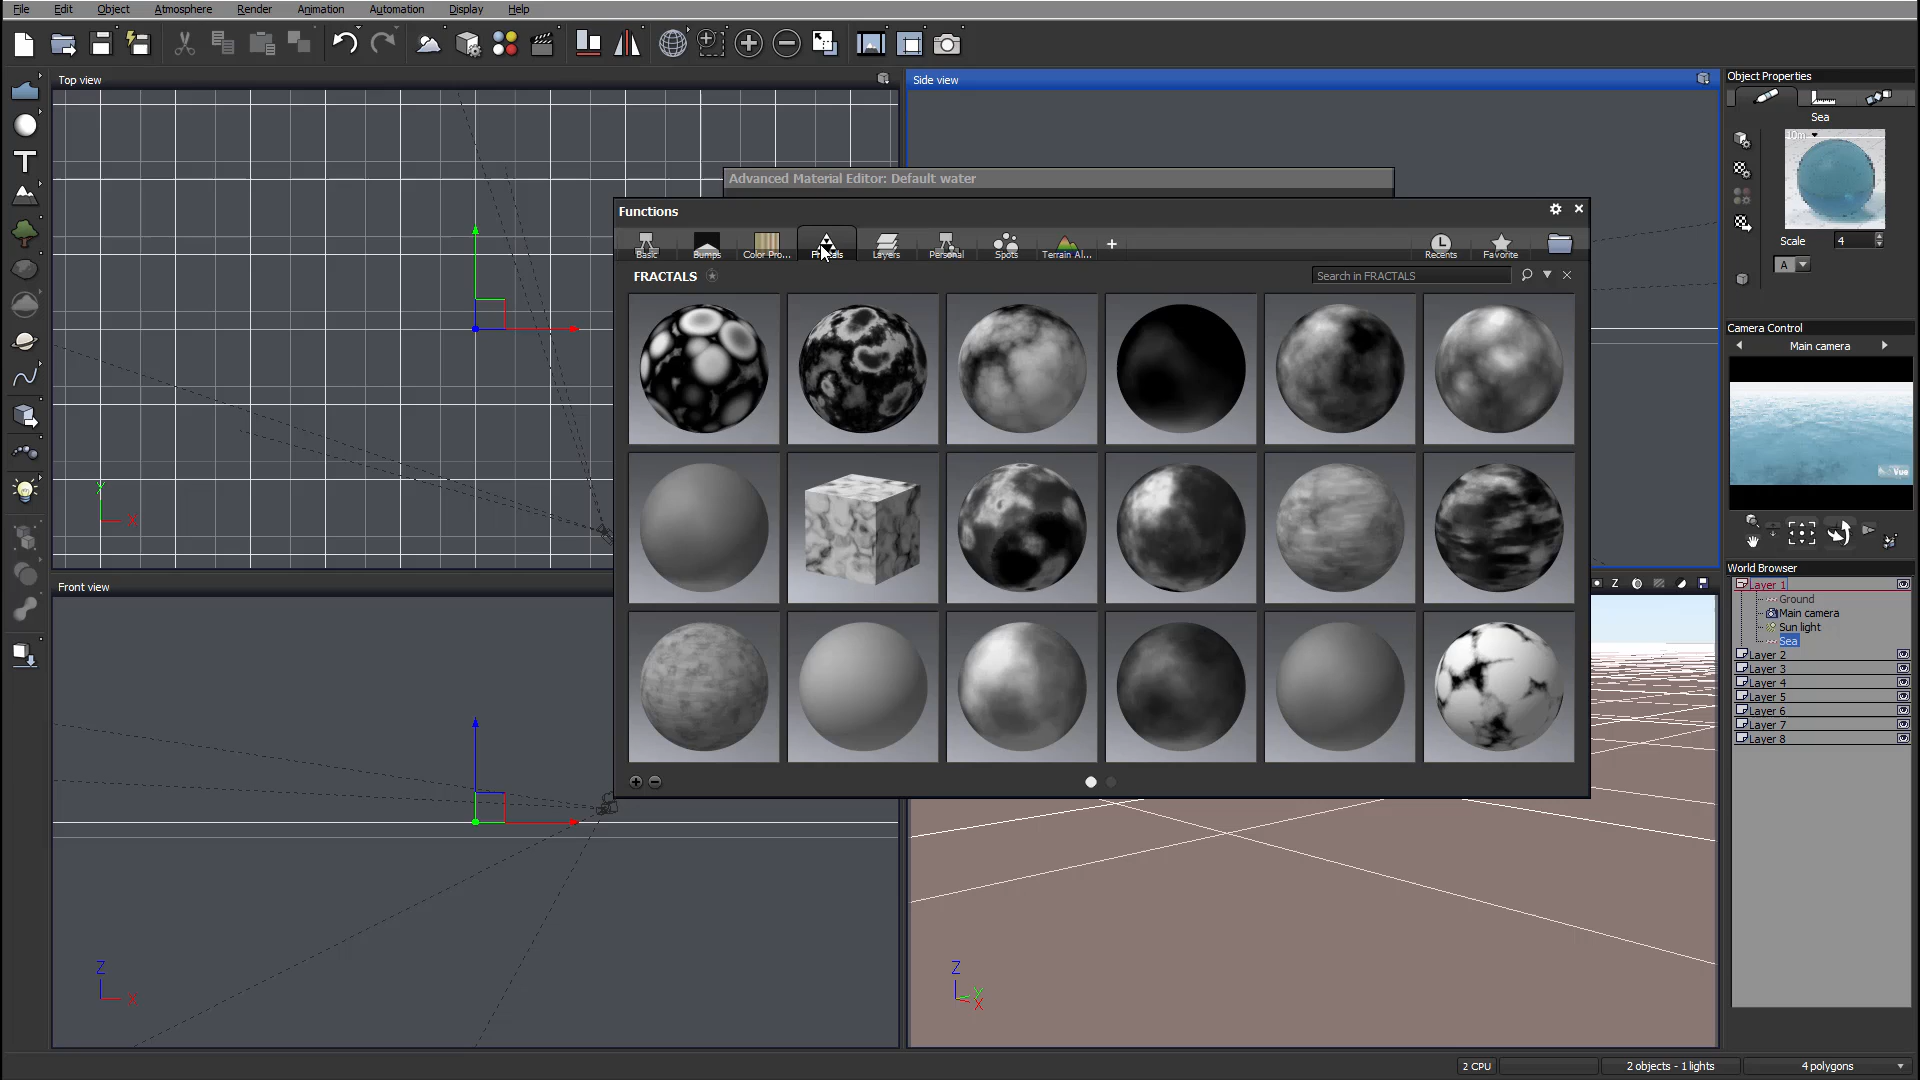 File Edit Object Atmosphere Render Animation Automation Display Help
Top view
Side view
Object Properties
Sea
10m
Scale 4
A
Advanced Material Editor: Default water
Functions
Basic Bumps Color Pro... Fractals Layers Personal Spots Terrain Al... Recents Favorite
FRACTALS
Search in FRACTALS
Camera Control
Main camera
Vue
Y
X
Front view
Z
World Browser
Layer 1
Ground
Main camera
Sun light
Sea
Layer 2
Layer 3
Layer 4
Layer 5
Layer 6
Layer 7
Layer 8
Z
X
Z
Y
X
2 CPU
2 objects - 1 lights
4 polygons